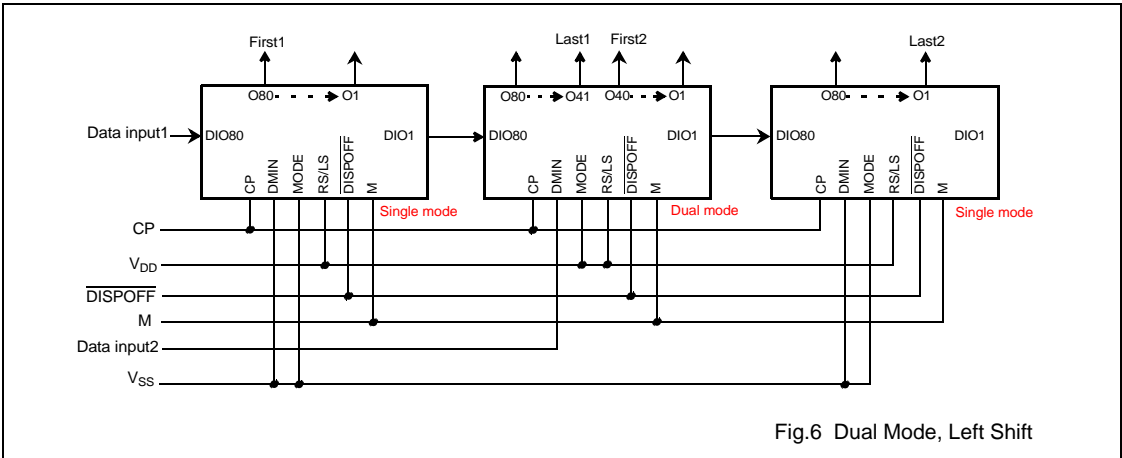 First1 Last1 First2 Last2
O80 O1 O80 O41 O40 O1 O80 O1
Data input1 DIO80 DIO1 DIO80 DIO1 DIO80 DIO1
CP DMIN MODE RS/LS DISPOFF M CP DMIN MODE RS/LS DISPOFF M CP DMIN MODE RS/LS DISPOFF M
Single mode Dual mode Single mode
CP
VDD
DISPOFF
M
Data input2
VSS
Fig.6 Dual Mode, Left Shift